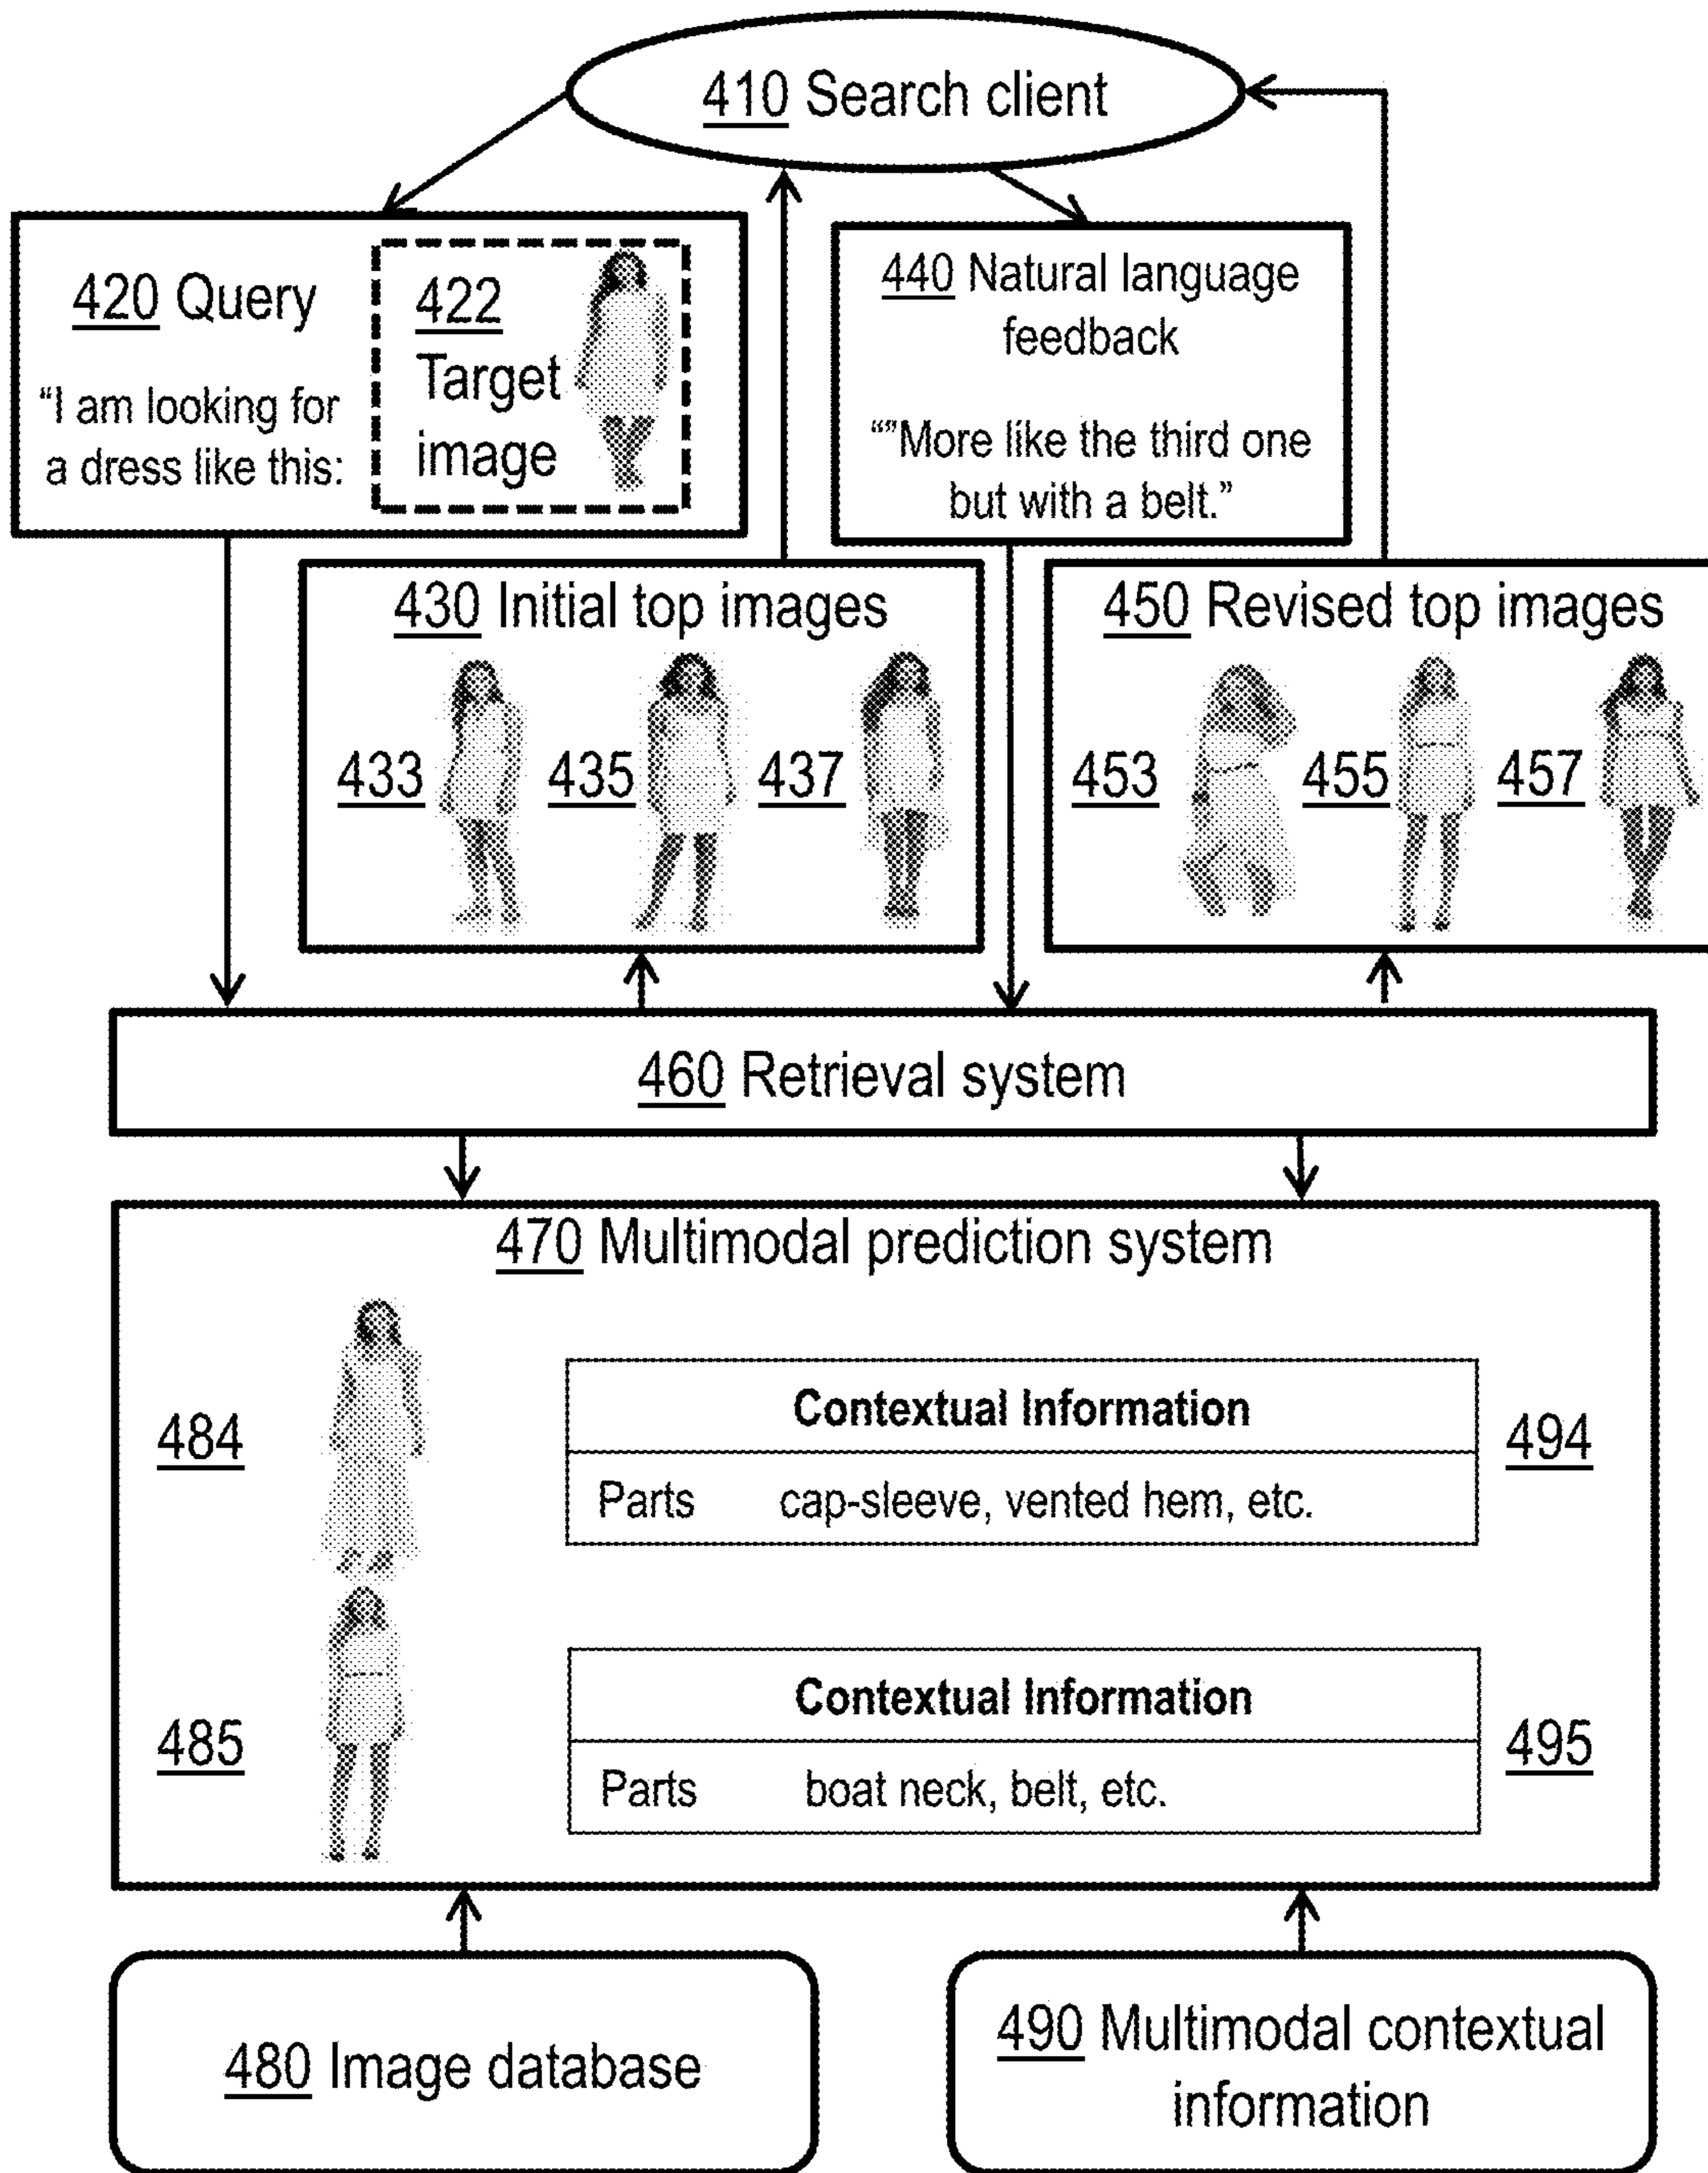 410 Search client
420 Query
"I am looking for
a dress like this:
422
Target
image
440 Natural language
feedback
“”More like the third one
but with a belt.”
430 Initial top images
433
435
437
450 Revised top images
453
455
457
460 Retrieval system
470 Multimodal prediction system
484
Contextual Information
Parts cap-sleeve, vented hem, etc.
494
485
Contextual Information
Parts boat neck, belt, etc.
495
480 Image database
490 Multimodal contextual
information